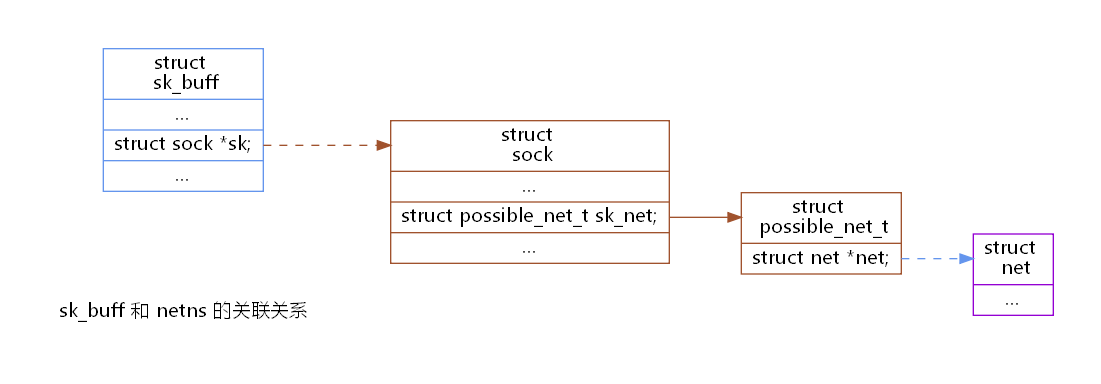 struct
sk_buff
...
struct sock *sk;
...
struct
sock
...
struct possible_net_t sk_net;
...
struct
possible_net_t
struct net *net;
struct
net
...
sk_buff 和 netns 的关联关系